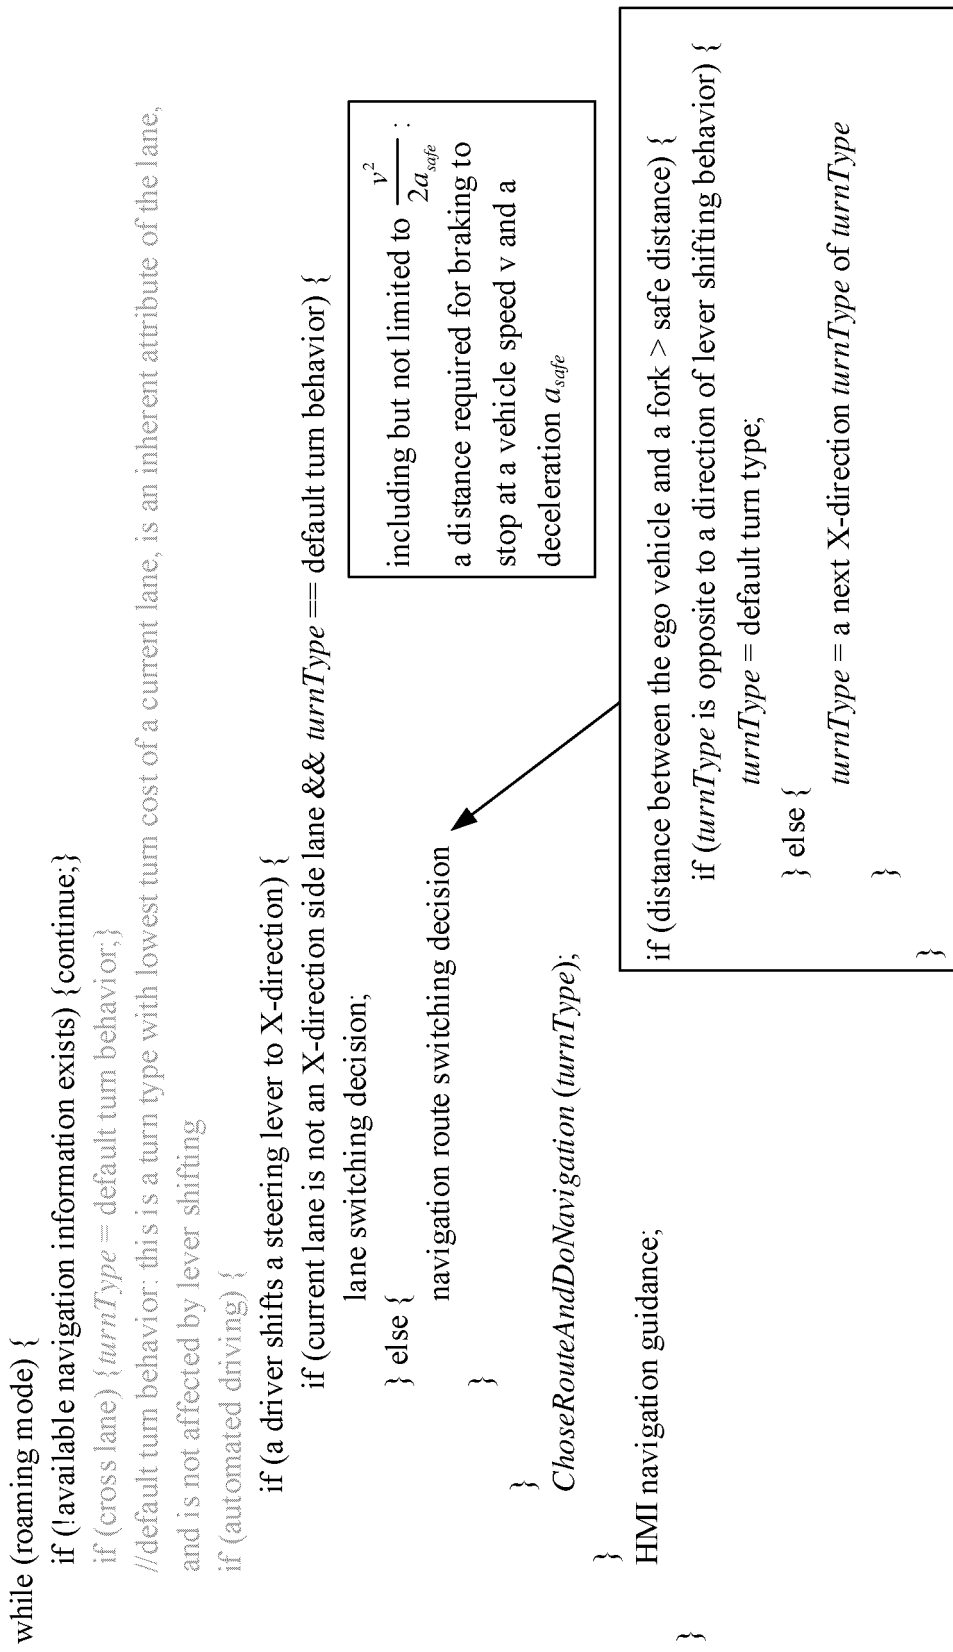 while (roaming mode) {
if (!available navigation information exists) {continue;}
if (cross lane) {turnType = default turn behavior;}
//default turn behavior: this is a turn type with lowest turn cost of a current lane, is an inherent attribute of the lane,
and is not affected by lever shifting
if (automated driving) {
if (a driver shifts a steering lever to X-direction) {
if (current lane is not an X-direction side lane && turnType == default turn behavior) {
lane switching decision;
} else {
navigation route switching decision
}
}
ChoseRouteAndDoNavigation (turnType);
}
HMI navigation guidance;
}
including but not limited to v²/2a_safe :
a distance required for braking to
stop at a vehicle speed v and a
deceleration a_safe
if (distance between the ego vehicle and a fork > safe distance) {
if (turnType is opposite to a direction of lever shifting behavior) {
turnType = default turn type;
} else {
turnType = a next X-direction turnType of turnType
}
}